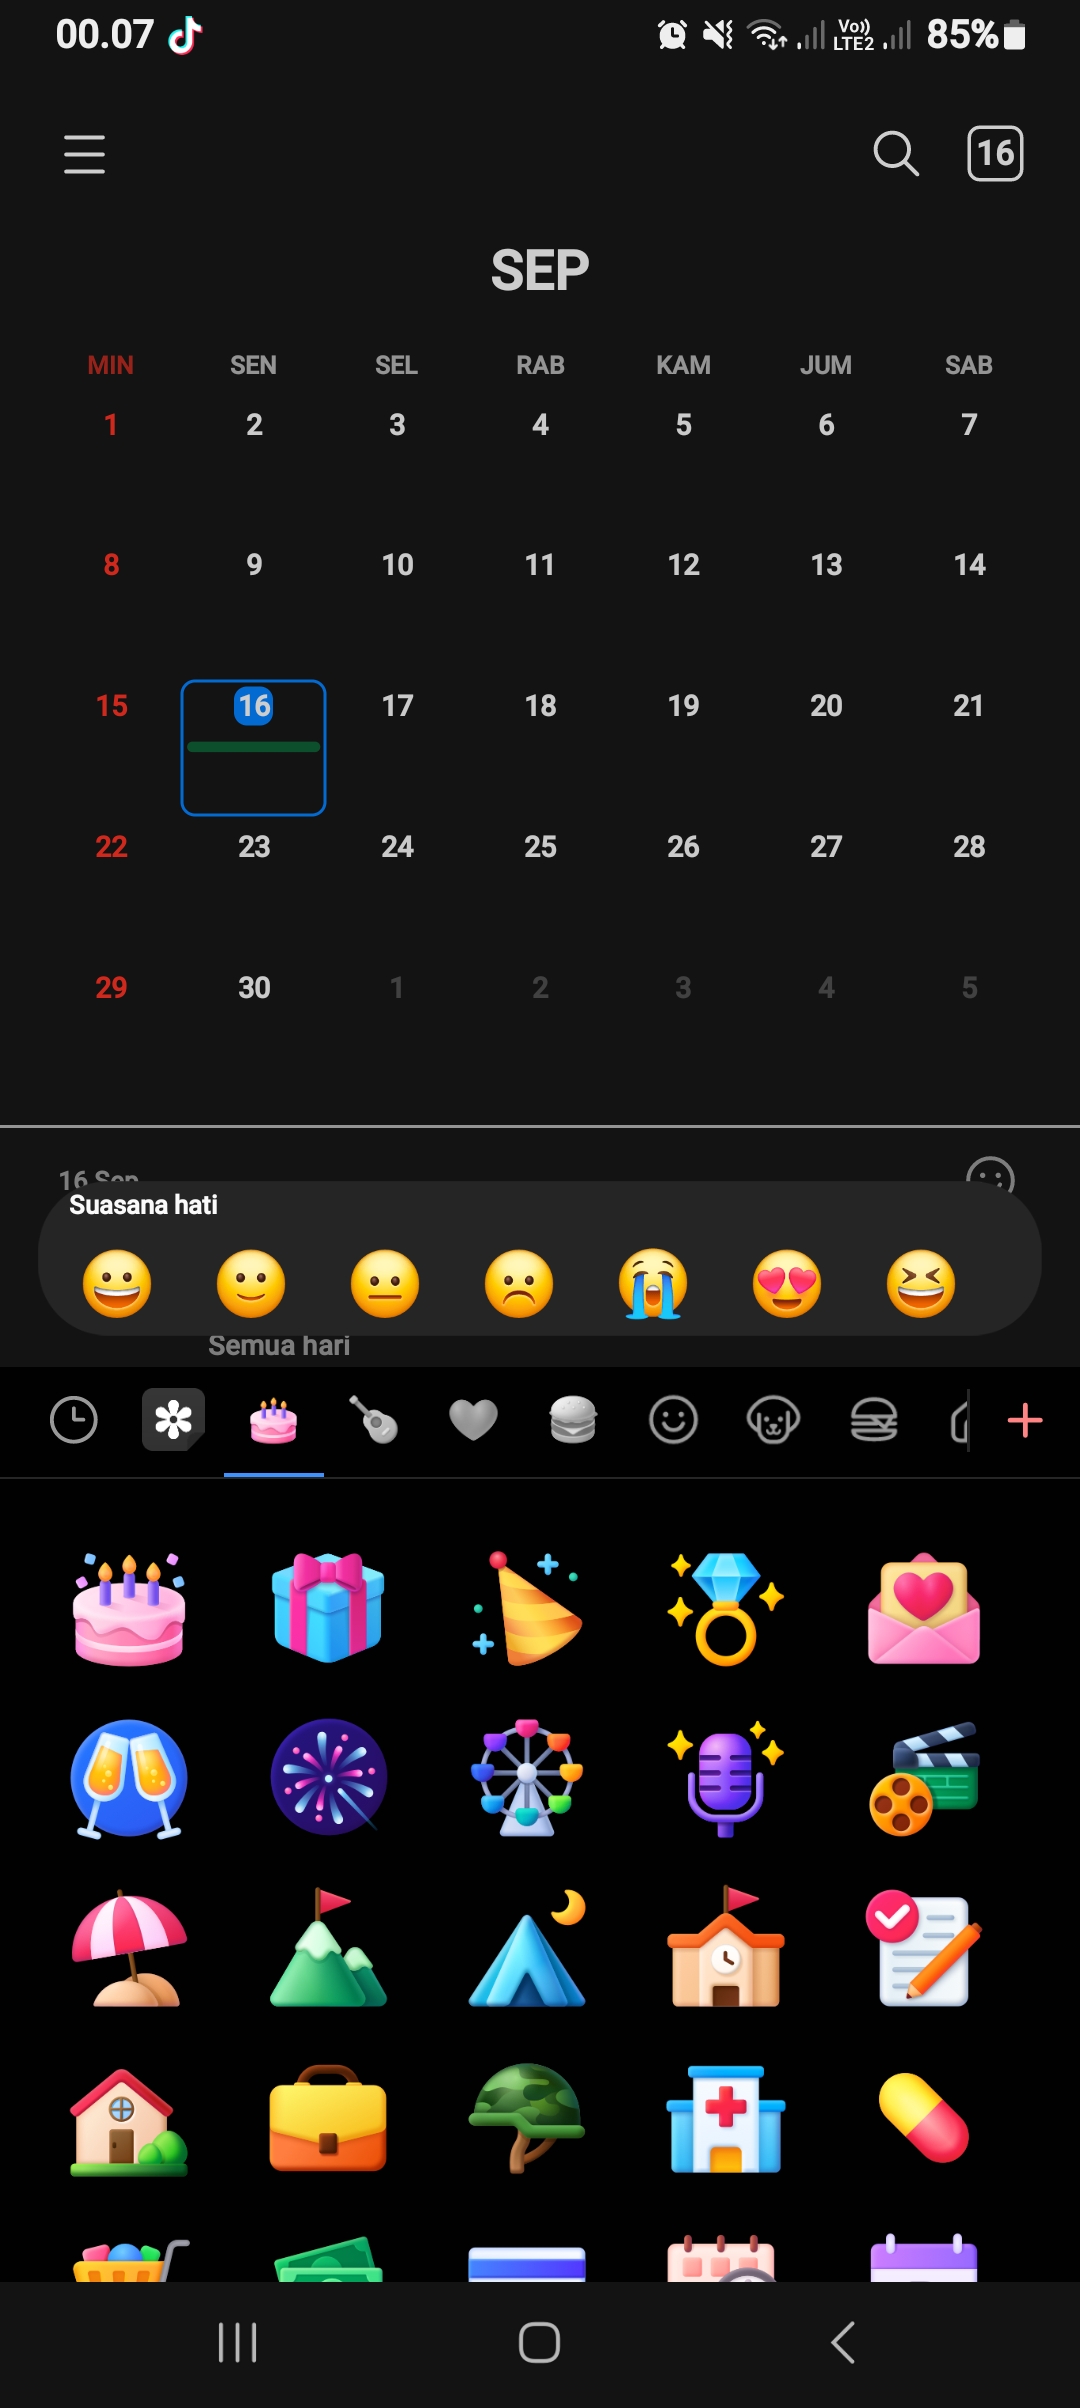 00.07 Vo)) LTE2 85%
16
SEP
MIN SEN SEL RAB KAM JUM SAB
1 2 3 4 5 6 7
8 9 10 11 12 13 14
15 16 17 18 19 20 21
22 23 24 25 26 27 28
29 30 1 2 3 4 5
16 Sep
Suasana hati
Semua hari